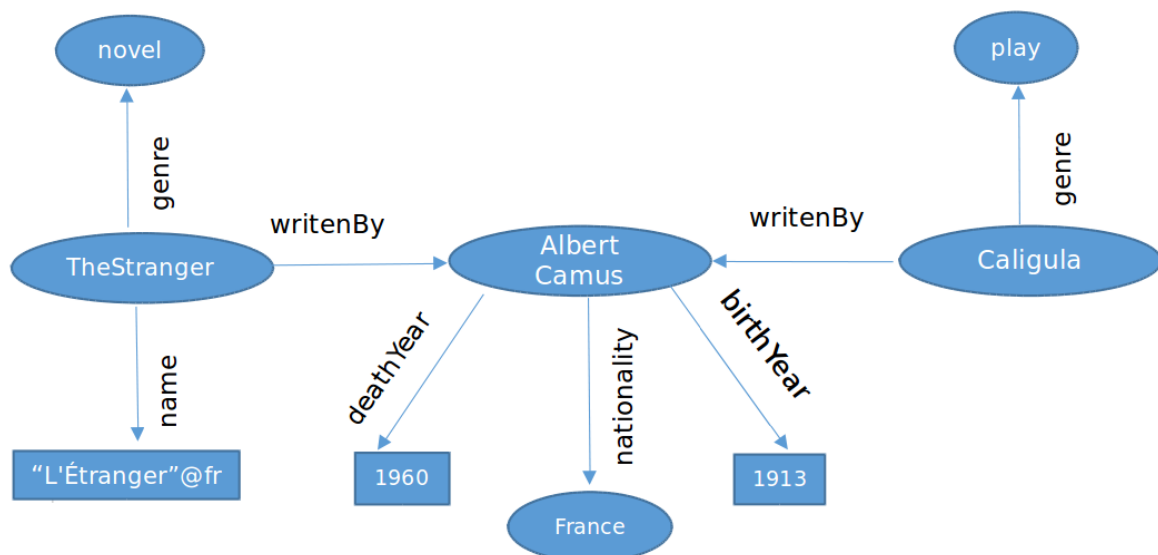 novel
play
genre
genre
writenBy
writenBy
TheStranger
Albert
Camus
Caligula
name
deathYear
nationality
birthYear
“L'Étranger”@fr
1960
1913
France